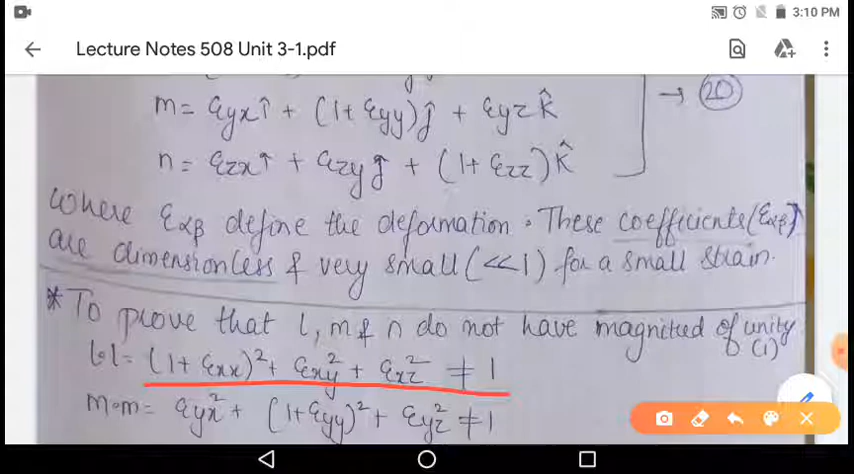 3:10 PM
Lecture Notes 508 Unit 3-1.pdf
m = εyx î + (1+ εyy) ĵ + εyz k̂ → (20)
n = εzx î + εzy ĵ + (1+ εzz) k̂
Where εαβ define the deformation. These coefficients (εαβ)
are dimensionless & very small (<<1) for a small strain.
* To prove that l, m & n do not have magnitued of unity (1)
l·l = (1+ εxx)² + εxy² + εxz² ≠ 1
m·m = εyx² + (1+εyy)² + εyz² ≠ 1